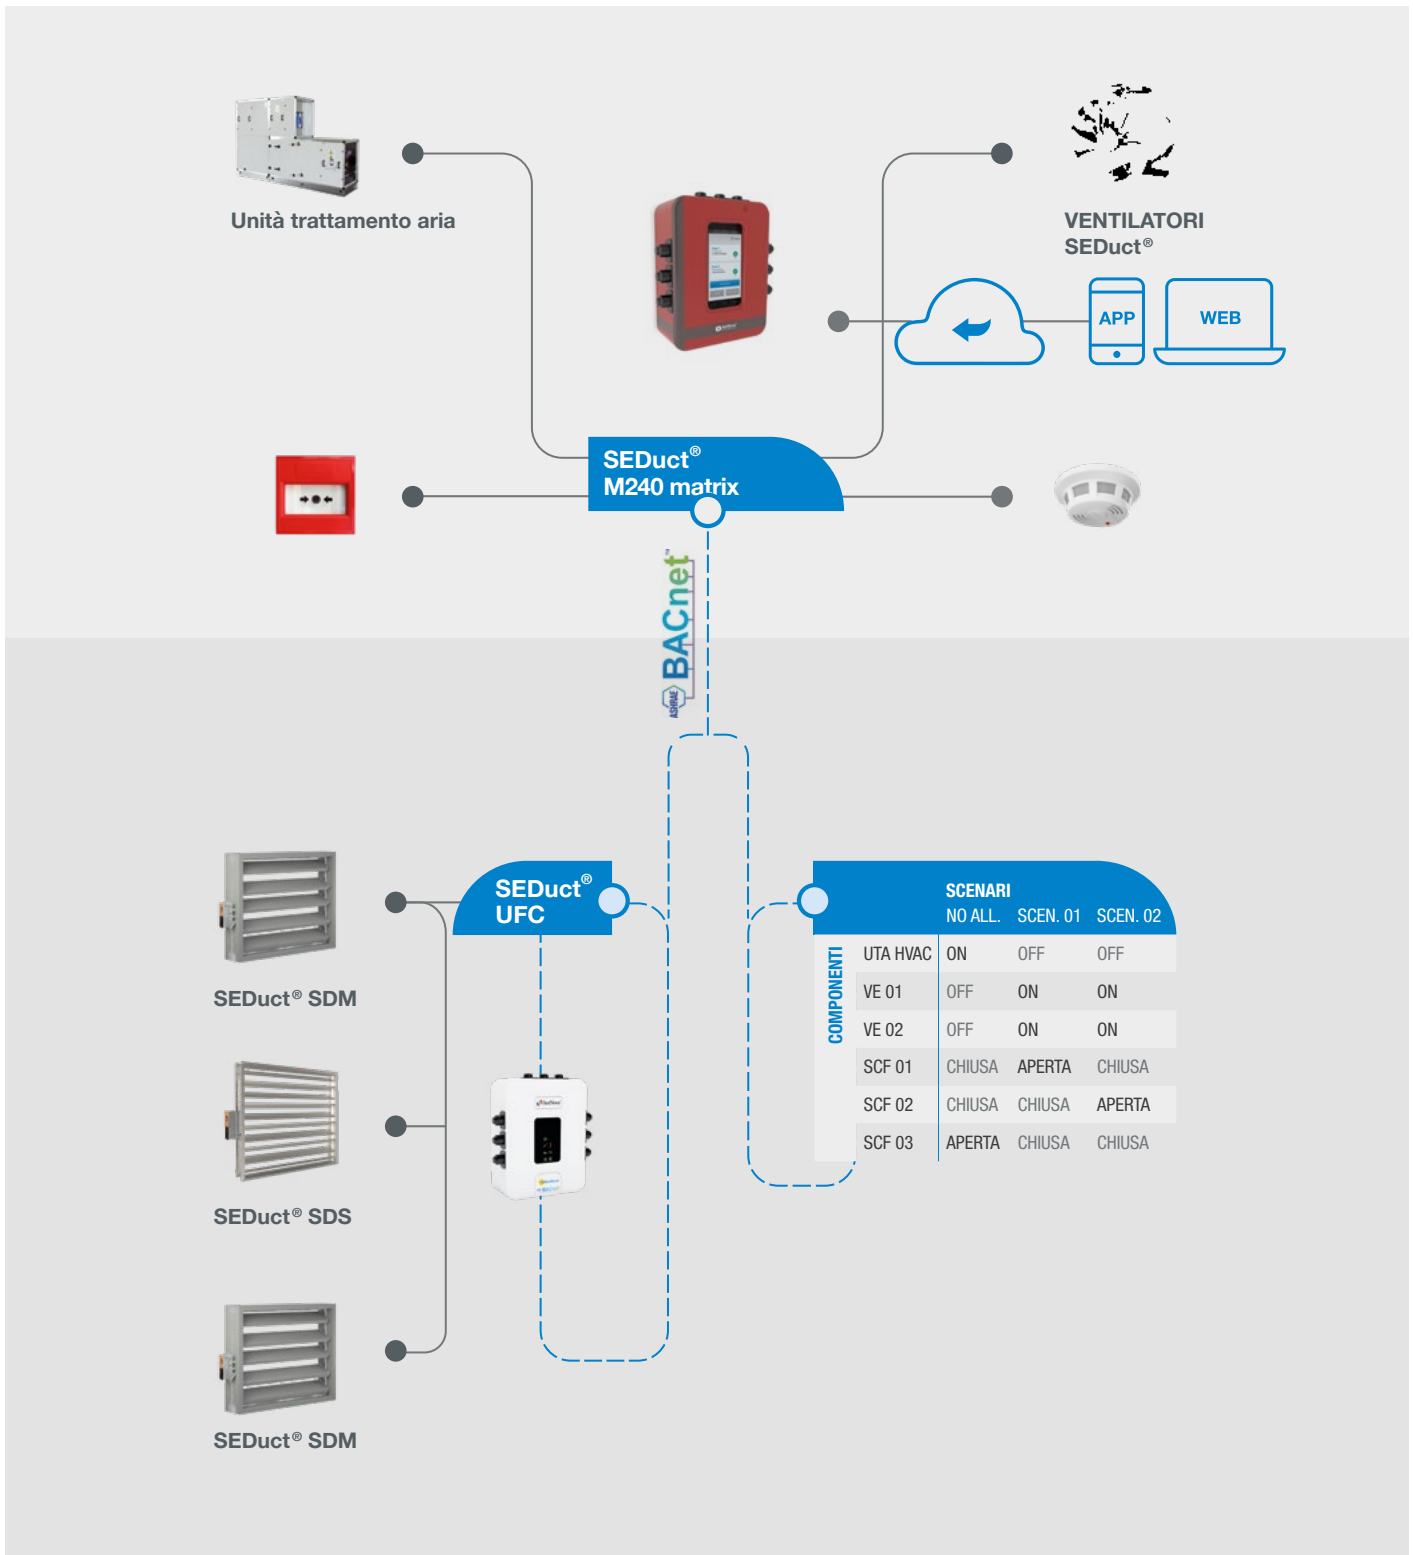 Unità trattamento aria
VENTILATORI
SEDuct®
APP
WEB
SEDuct®
M240 matrix
ASHRAE BACnet™
SEDuct®
UFC
SCENARI
NO ALL. SCEN. 01 SCEN. 02
COMPONENTI
UTA HVAC ON OFF OFF
VE 01 OFF ON ON
VE 02 OFF ON ON
SCF 01 CHIUSA APERTA CHIUSA
SCF 02 CHIUSA CHIUSA APERTA
SCF 03 APERTA CHIUSA CHIUSA
SEDuct® SDM
SEDuct® SDS
SEDuct® SDM
BACnet